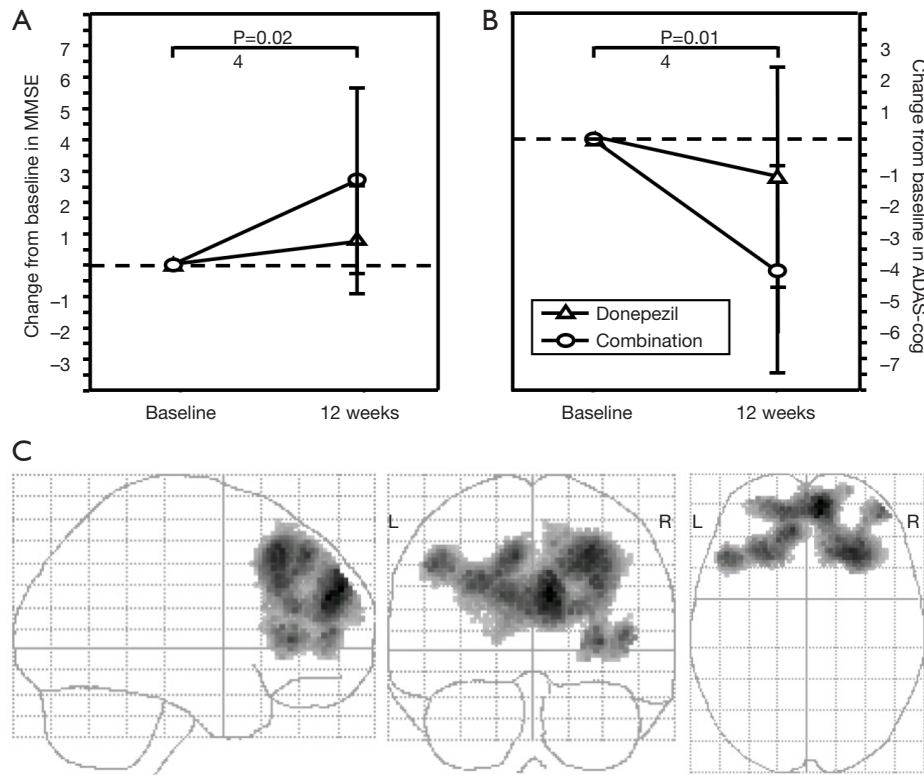 A
P=0.02
4
Change from baseline in MMSE
7
6
5
4
3
2
1
–1
–2
–3
Baseline
12 weeks
B
P=0.01
4
Change from baseline in ADAS-cog
3
2
1
–1
–2
–3
–4
–5
–6
–7
Donepezil
Combination
Baseline
12 weeks
C
L
R
L
R